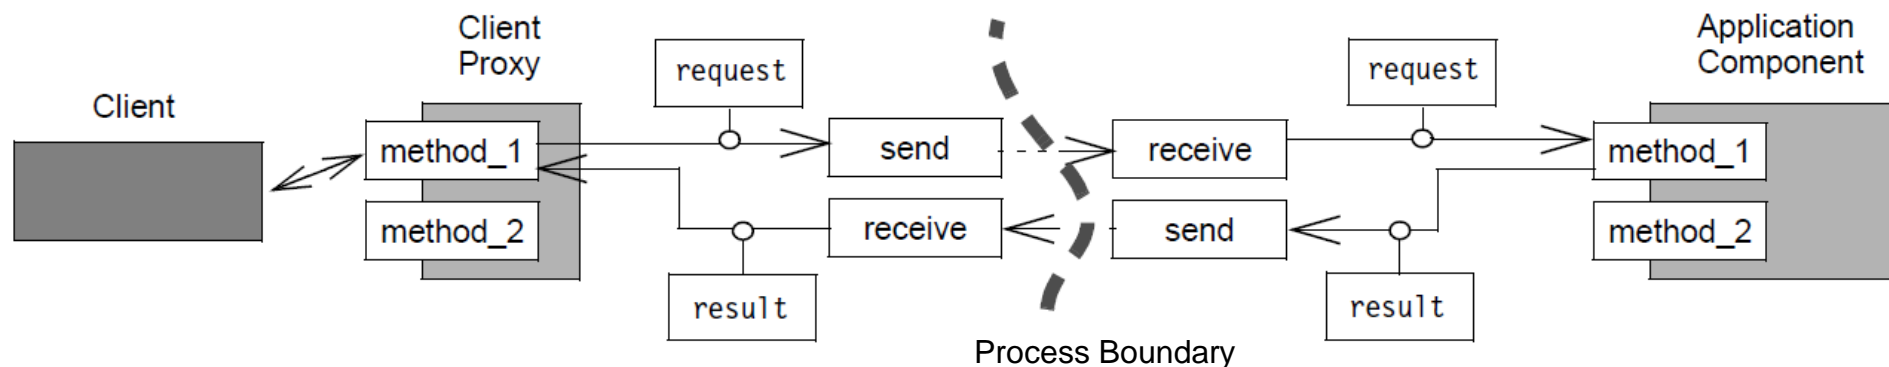 Client
Proxy
Application
Component
Client
request
request
method_1
send
receive
method_1
method_2
receive
send
method_2
result
result
Process Boundary